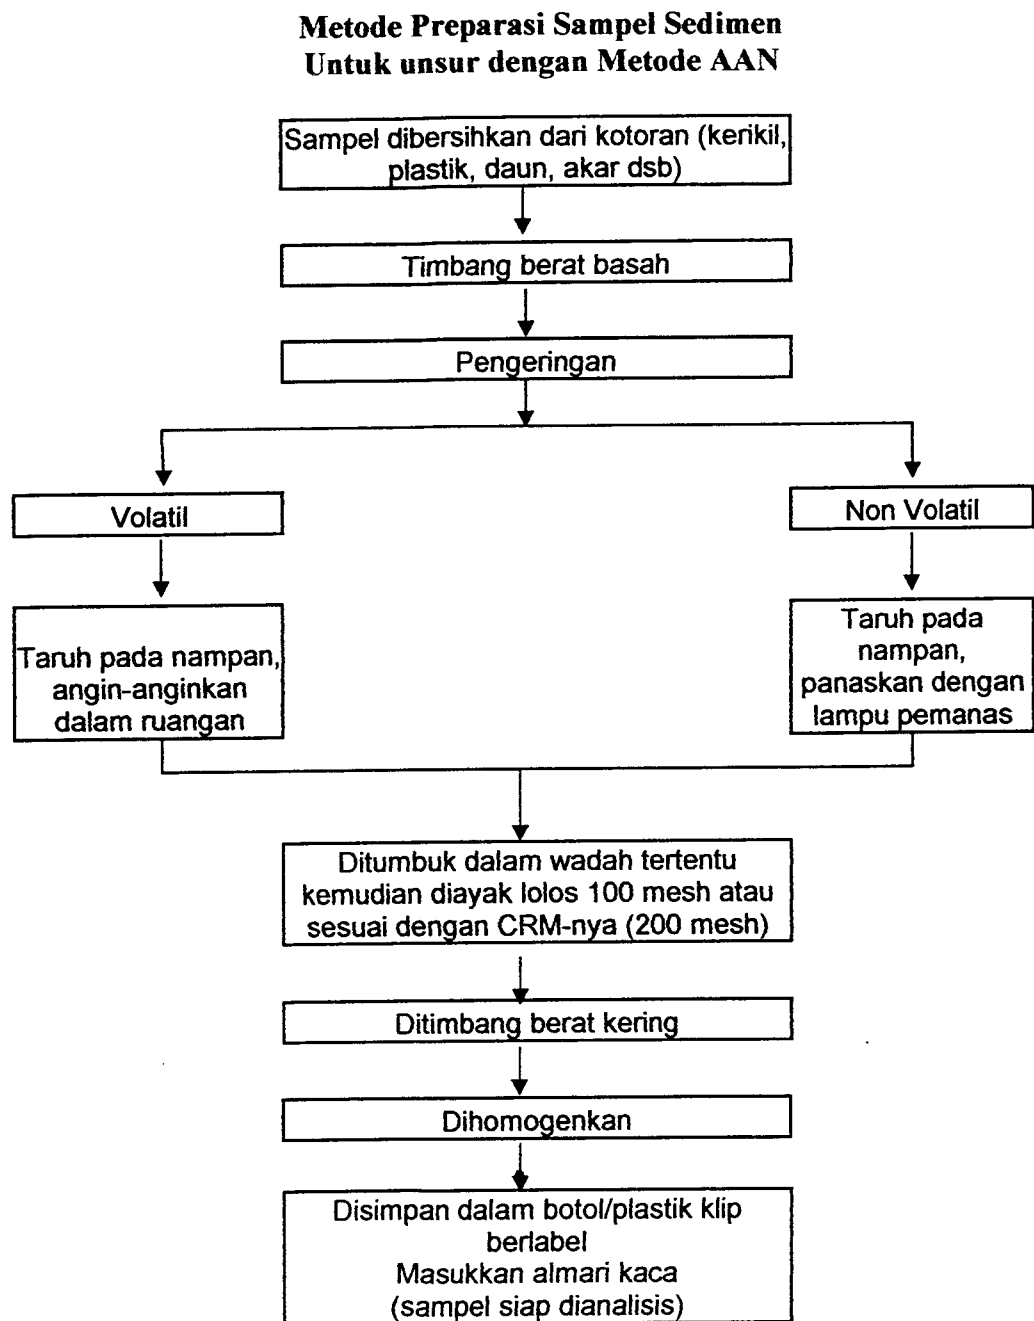 Metode Preparasi Sampel Sedimen
Untuk unsur dengan Metode AAN
Sampel dibersihkan dari kotoran (kerikil,
plastik, daun, akar dsb)
Timbang berat basah
Pengeringan
Volatil
Non Volatil
Taruh pada nampan,
angin-anginkan
dalam ruangan
Taruh pada
nampan,
panaskan dengan
lampu pemanas
Ditumbuk dalam wadah tertentu
kemudian diayak lolos 100 mesh atau
sesuai dengan CRM-nya (200 mesh)
Ditimbang berat kering
Dihomogenkan
Disimpan dalam botol/plastik klip
berlabel
Masukkan almari kaca
(sampel siap dianalisis)